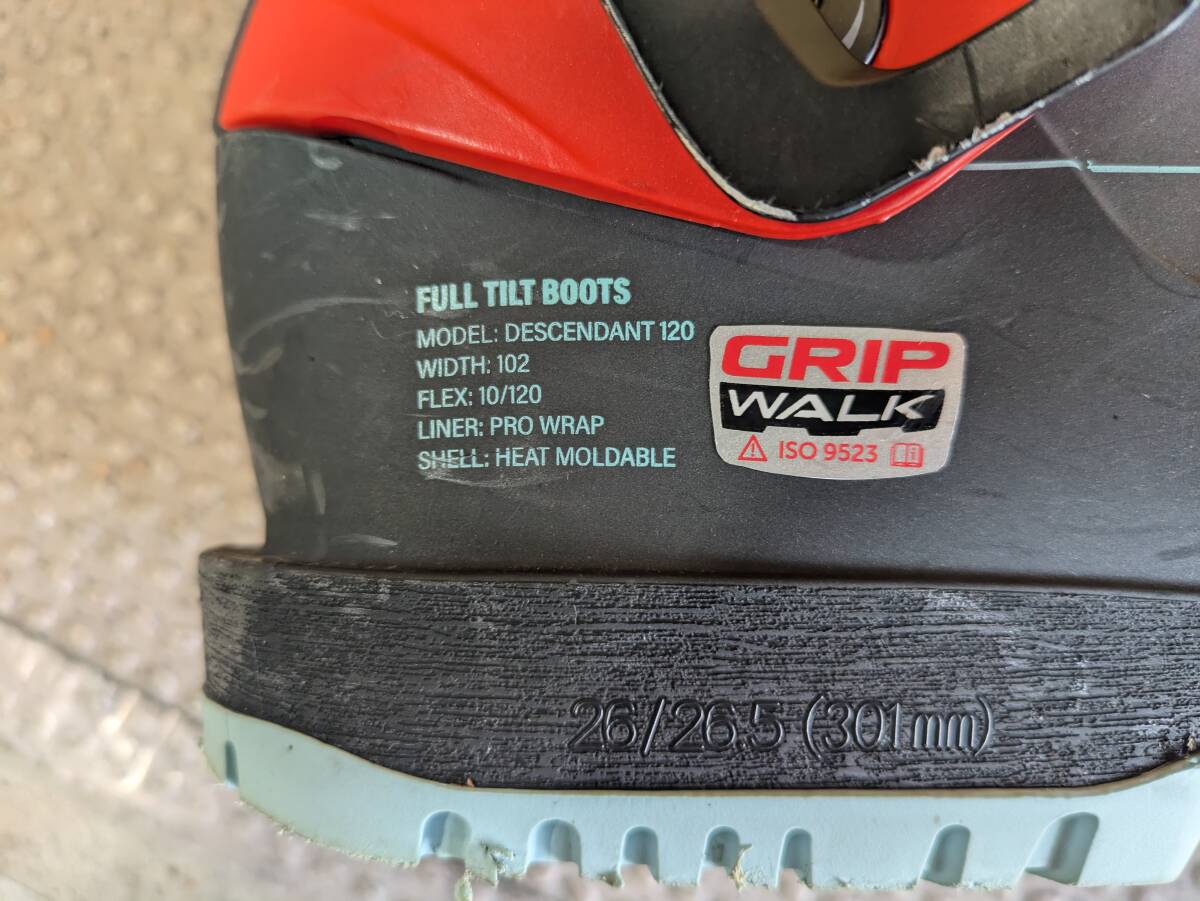 FULL TILT BOOTS
MODEL: DESCENDANT 120
WIDTH: 102
FLEX: 10/120
LINER: PRO WRAP
SHELL: HEAT MOLDABLE
GRIP
WALK
ISO 9523
26/26.5 (301mm)